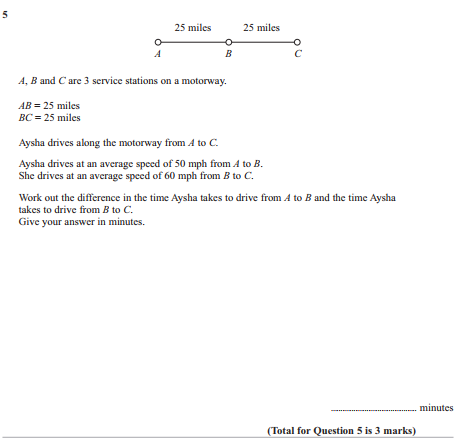 5
25 miles 25 miles
A B C
A, B and C are 3 service stations on a motorway.
AB = 25 miles
BC = 25 miles
Aysha drives along the motorway from A to C.
Aysha drives at an average speed of 50 mph from A to B.
She drives at an average speed of 60 mph from B to C.
Work out the difference in the time Aysha takes to drive from A to B and the time Aysha
takes to drive from B to C.
Give your answer in minutes.
minutes
(Total for Question 5 is 3 marks)